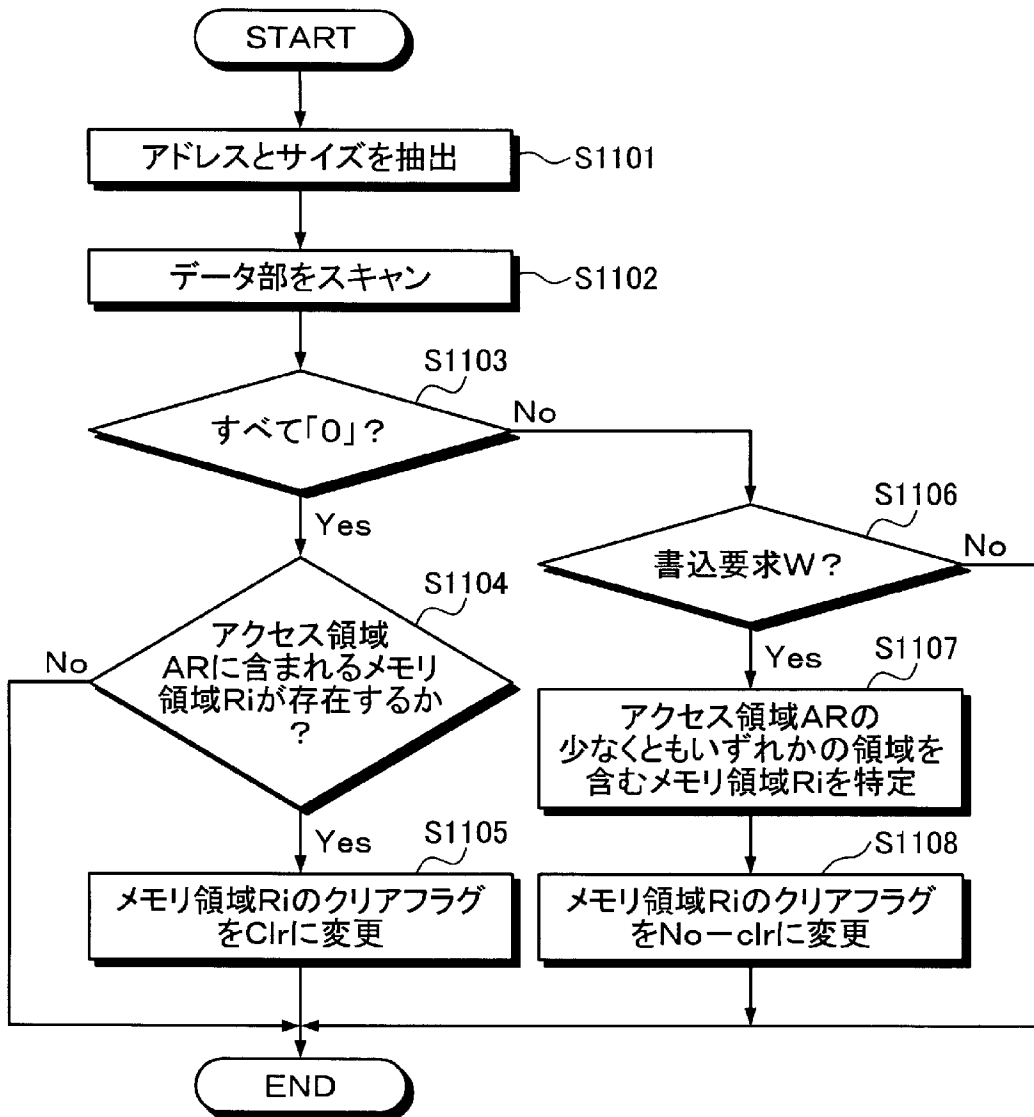 START
アドレスとサイズを抽出
S1101
データ部をスキャン
S1102
S1103
すべて「0」?
No
Yes
S1106
書込要求W?
No
S1104
アクセス領域
ARに含まれるメモリ
領域Riが存在するか
?
No
Yes
S1107
アクセス領域ARの
少なくともいずれかの領域を
含むメモリ領域Riを特定
Yes
S1105
メモリ領域Riのクリアフラグ
をClrに変更
S1108
メモリ領域Riのクリアフラグ
をNo-clrに変更
END